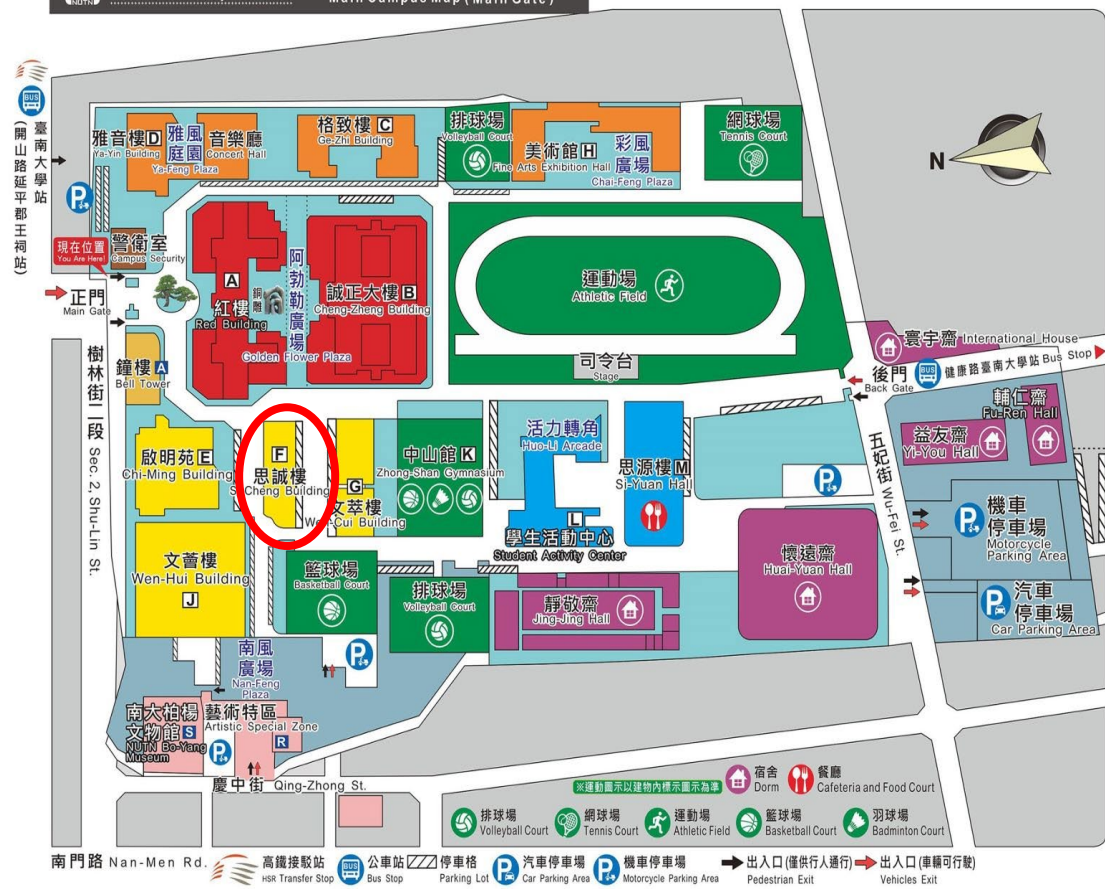 NUTN
Main Campus Map ( Main Gate )
BUS
臺南大學站
(開山路延平郡王祠站)
雅音樓 D
Ya-Yin Building
雅風
庭園
Ya-Feng Plaza
音樂廳
Concert Hall
格致樓 C
Ge-Zhi Building
排球場
Volleyball Court
美術館 H
Fine Arts Exhibition Hall
彩風
廣場
Chai-Feng Plaza
網球場
Tennis Court
N
P
現在位置
You Are Here!
警衛室
Campus Security
正門
Main Gate
A
紅樓
Red Building
銅雕
阿勃勒廣場
Golden Flower Plaza
誠正大樓 B
Cheng-Zheng Building
運動場
Athletic Field
司令台
Stage
寰宇齋 International House
後門
Back Gate
BUS
健康路臺南大學站 Bus Stop
鐘樓 A
Bell Tower
樹林街二段 Sec. 2, Shu-Lin St.
啟明苑 E
Chi-Ming Building
F
思誠樓
Si-Cheng Building
G
文萃樓
Wen-Cui Building
中山館 K
Zhong-Shan Gymnasium
活力轉角
Huo-Li Arcade
L
學生活動中心
Student Activity Center
思源樓 M
Si-Yuan Hall
P
五妃街 Wu-Fei St.
輔仁齋
Fu-Ren Hall
益友齋
Yi-You Hall
P
機車
停車場
Motorcycle
Parking Area
P
汽車
停車場
Car Parking Area
文薈樓
Wen-Hui Building
J
籃球場
Basketball Court
排球場
Volleyball Court
靜敬齋
Jing-Jing Hall
懷遠齋
Huai-Yuan Hall
南風
廣場
Nan-Feng
Plaza
P
南大柏楊
文物館 S
NUTN Bo-Yang
Museum
P
藝術特區
Artistic Special Zone
R
慶中街 Qing-Zhong St.
※運動圖示以建物內標示圖示為準
宿舍
Dorm
餐廳
Cafeteria and Food Court
排球場
Volleyball Court
網球場
Tennis Court
運動場
Athletic Field
籃球場
Basketball Court
羽球場
Badminton Court
南門路 Nan-Men Rd.
高鐵接駁站
HSR Transfer Stop
BUS
公車站
Bus Stop
停車格
Parking Lot
P
汽車停車場
Car Parking Area
P
機車停車場
Motorcycle Parking Area
出入口(僅供行人通行)
Pedestrian Exit
出入口(車輛可行駛)
Vehicles Exit